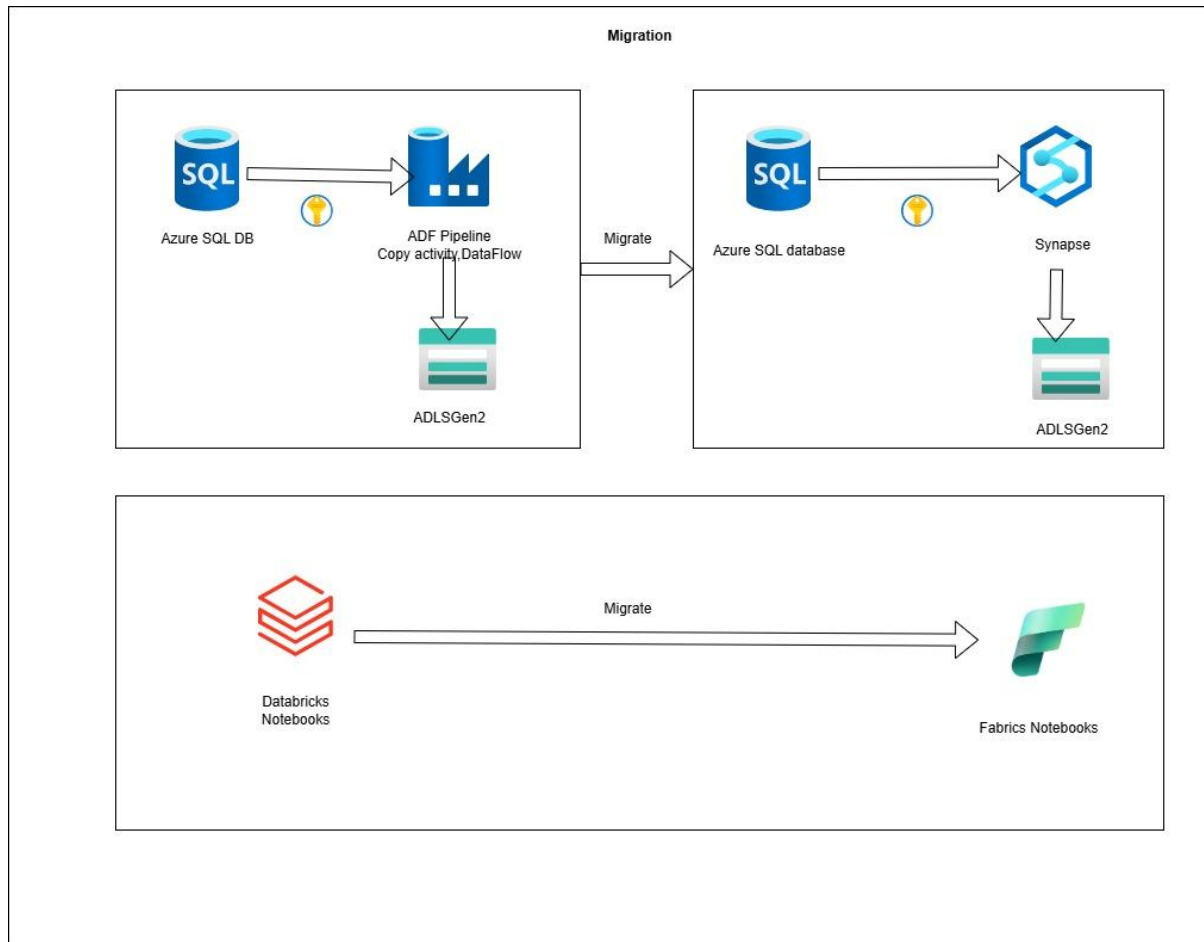 Migration
SQL
Azure SQL DB
ADF Pipeline
Copy activity,DataFlow
ADLSGen2
Migrate
SQL
Azure SQL database
Synapse
ADLSGen2
Migrate
Databricks
Notebooks
Fabrics Notebooks